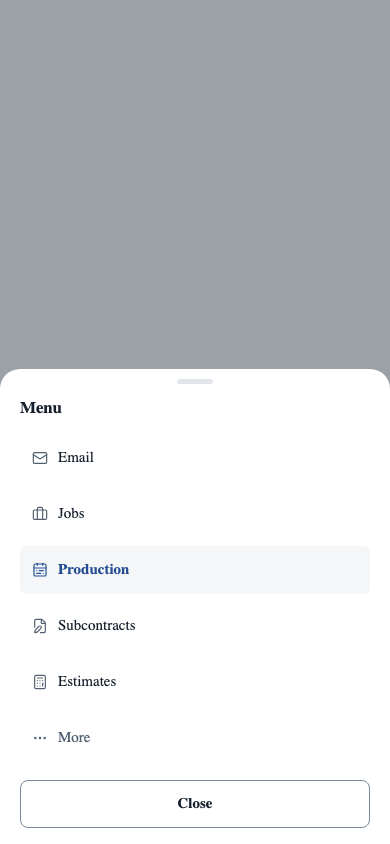 Menu
Email
Jobs
Production
Subcontracts
Estimates
More
Close